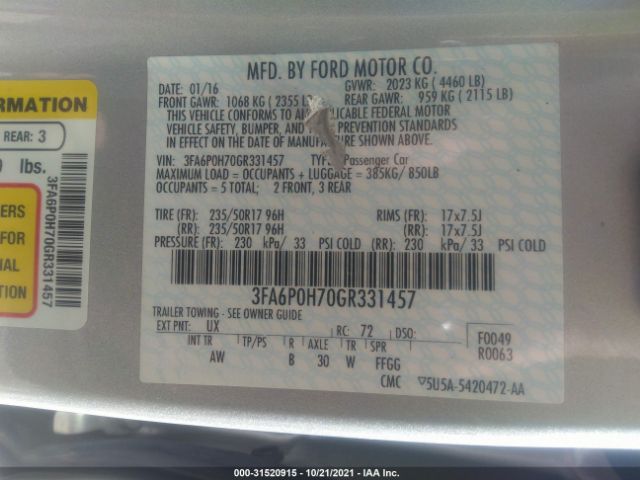 MFD. BY FORD MOTOR CO.
DATE: 01/16 GVWR: 2023 KG ( 4460 LB)
FRONT GAWR: 1068 KG ( 2355 REAR GAWR: 959 KG ( 2115 LB)
THIS VEHICLE CONFORMS TO ALL APPLICABLE FEDERAL MOTOR
VEHICLE SAFETY, BUMPER, AND PREVENTION STANDARDS
IN EFFECT ON THE DATE OF MANUFACTURE SHOWN ABOVE.
VIN: 3FA6P0H70GR331457 Passenger Car
MAXIMUM LOAD = OCCUPANTS + LUGGAGE = 385KG/ 850LB
OCCUPANTS = 5 TOTAL; 2 FRONT, 3 REAR
TIRE (FR): 235/50R17 96H RIMS (FR): 17x7.5J
(RR): 235/50R17 96H (RR): 17x7.5J
PRESSURE (FR): 230 kPa/ 33 PSI COLD (RR): 230 kPa/ 33 PSI COLD
3FA6P0H70GR331457
TRAILER TOWING - SEE OWNER GUIDE
EXT PNT: UX RC: 72 DSO:
INT TR TP/PS R AXLE TR SPR
AW B 30 W FFGG
F0049
R0063
CMC 5U5A-5420472-AA
ORMATION
REAR: 3
lbs.
3FA6P0H70GR331457
ERS
FOR
IAL
TION
000-31520915 - 10/21/2021 - IAA Inc.